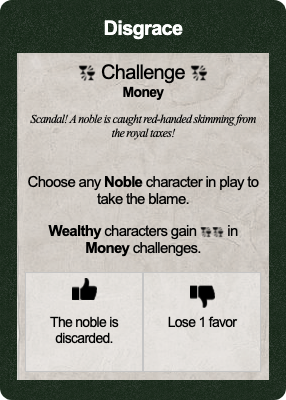 Disgrace
Challenge
Money
Scandal! A noble is caught red-handed skimming from
the royal taxes!
Choose any Noble character in play to
take the blame.
Wealthy characters gain in
Money challenges.
The noble is
discarded.
Lose 1 favor